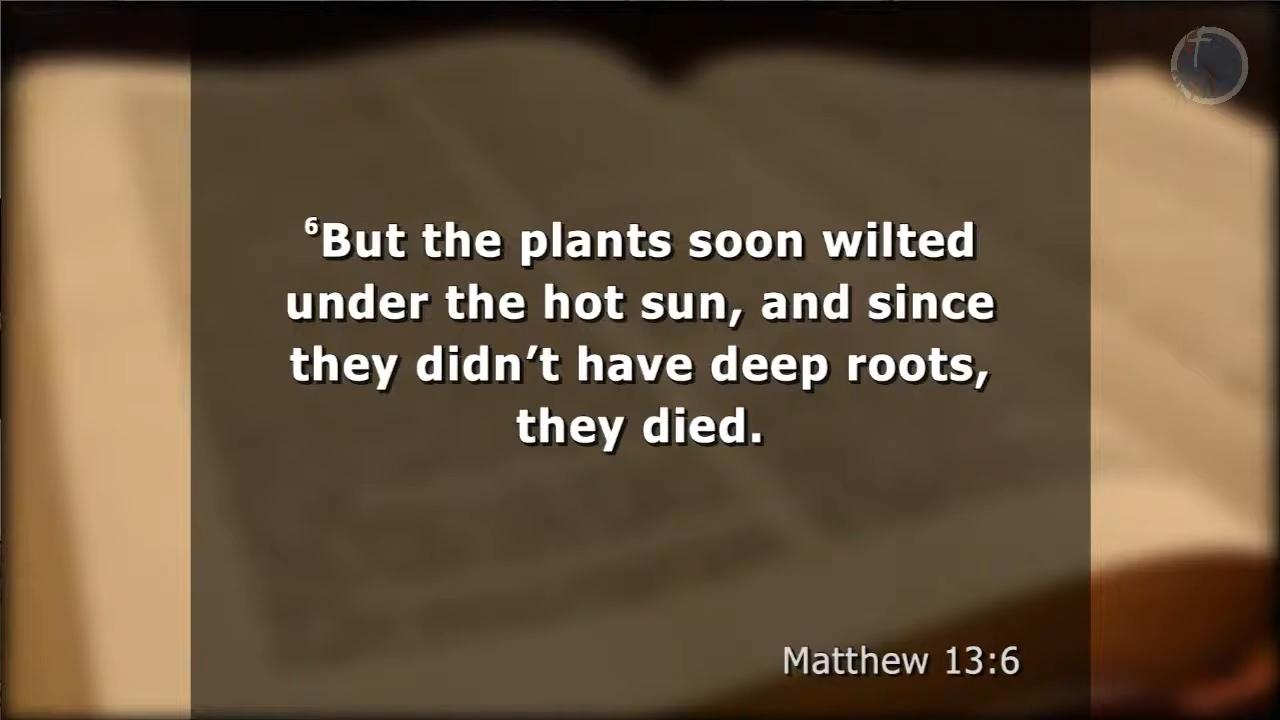 ⁶But the plants soon wilted
under the hot sun, and since
they didn’t have deep roots,
they died.
Matthew 13:6